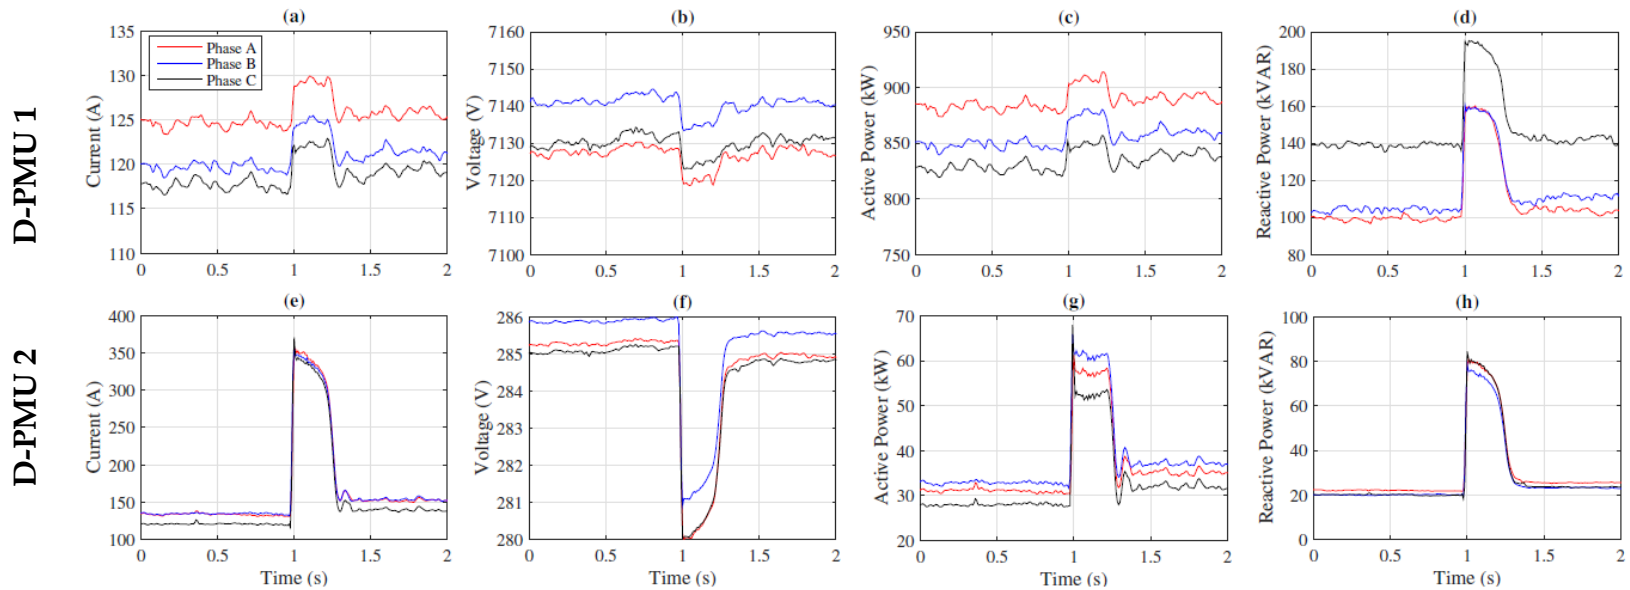 D-PMU 1
(a)
Current (A)
135
130
125
120
115
110
Phase A
Phase B
Phase C
0 0.5 1 1.5 2
(b)
Voltage (V)
7160
7150
7140
7130
7120
7110
7100
0 0.5 1 1.5 2
(c)
Active Power (kW)
950
900
850
800
750
0 0.5 1 1.5 2
(d)
Reactive Power (kVAR)
200
180
160
140
120
100
80
0 0.5 1 1.5 2
D-PMU 2
(e)
Current (A)
400
350
300
250
200
150
100
0 0.5 1 1.5 2
Time (s)
(f)
Voltage (V)
286
285
284
283
282
281
280
0 0.5 1 1.5 2
Time (s)
(g)
Active Power (kW)
70
60
50
40
30
20
0 0.5 1 1.5 2
Time (s)
(h)
Reactive Power (kVAR)
100
80
60
40
20
0
0 0.5 1 1.5 2
Time (s)